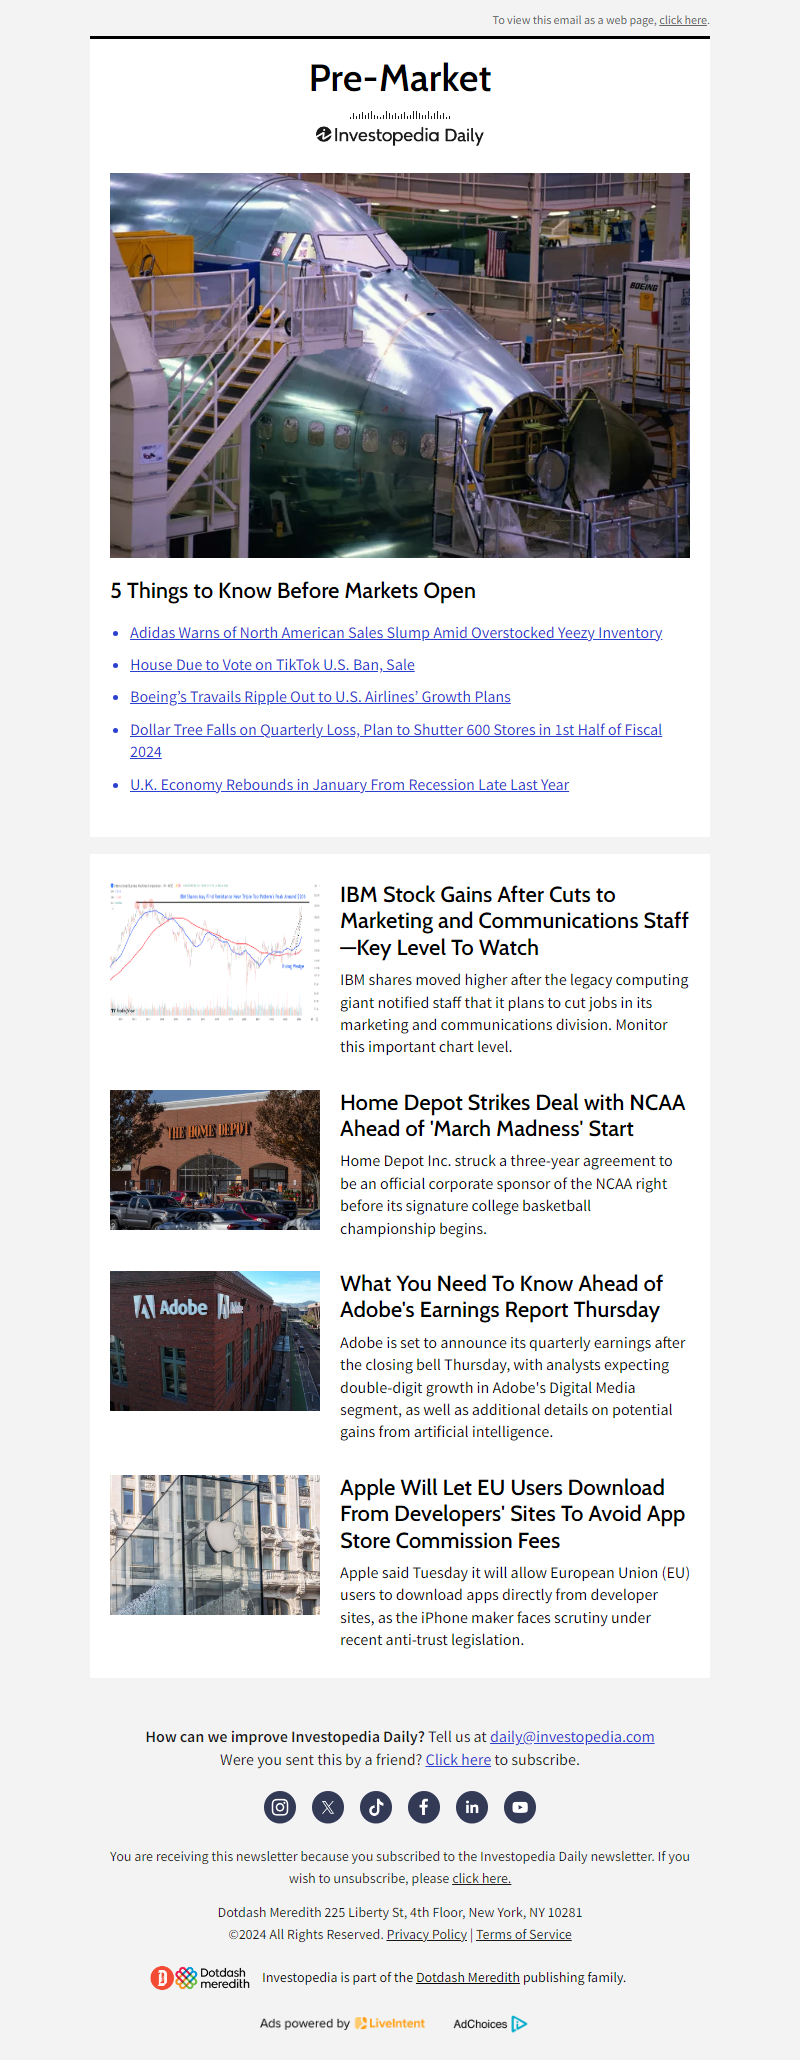 To view this email as a web page, click here.
Pre-Market
Investopedia Daily
BOEING
5 Things to Know Before Markets Open
Adidas Warns of North American Sales Slump Amid Overstocked Yeezy Inventory
House Due to Vote on TikTok U.S. Ban, Sale
Boeing’s Travails Ripple Out to U.S. Airlines’ Growth Plans
Dollar Tree Falls on Quarterly Loss, Plan to Shutter 600 Stores in 1st Half of Fiscal
2024
U.K. Economy Rebounds in January From Recession Late Last Year
IBM Stock Gains After Cuts to
Marketing and Communications Staff
—Key Level To Watch
IBM shares moved higher after the legacy computing
giant notified staff that it plans to cut jobs in its
marketing and communications division. Monitor
this important chart level.
THE HOME DEPOT
Home Depot Strikes Deal with NCAA
Ahead of 'March Madness' Start
Home Depot Inc. struck a three-year agreement to
be an official corporate sponsor of the NCAA right
before its signature college basketball
championship begins.
Adobe
What You Need To Know Ahead of
Adobe's Earnings Report Thursday
Adobe is set to announce its quarterly earnings after
the closing bell Thursday, with analysts expecting
double-digit growth in Adobe's Digital Media
segment, as well as additional details on potential
gains from artificial intelligence.
Apple Will Let EU Users Download
From Developers' Sites To Avoid App
Store Commission Fees
Apple said Tuesday it will allow European Union (EU)
users to download apps directly from developer
sites, as the iPhone maker faces scrutiny under
recent anti-trust legislation.
How can we improve Investopedia Daily? Tell us at daily@investopedia.com
Were you sent this by a friend? Click here to subscribe.
You are receiving this newsletter because you subscribed to the Investopedia Daily newsletter. If you
wish to unsubscribe, please click here.
Dotdash Meredith 225 Liberty St, 4th Floor, New York, NY 10281
©2024 All Rights Reserved. Privacy Policy | Terms of Service
Dotdash
meredith
Investopedia is part of the Dotdash Meredith publishing family.
Ads powered by LiveIntent
AdChoices